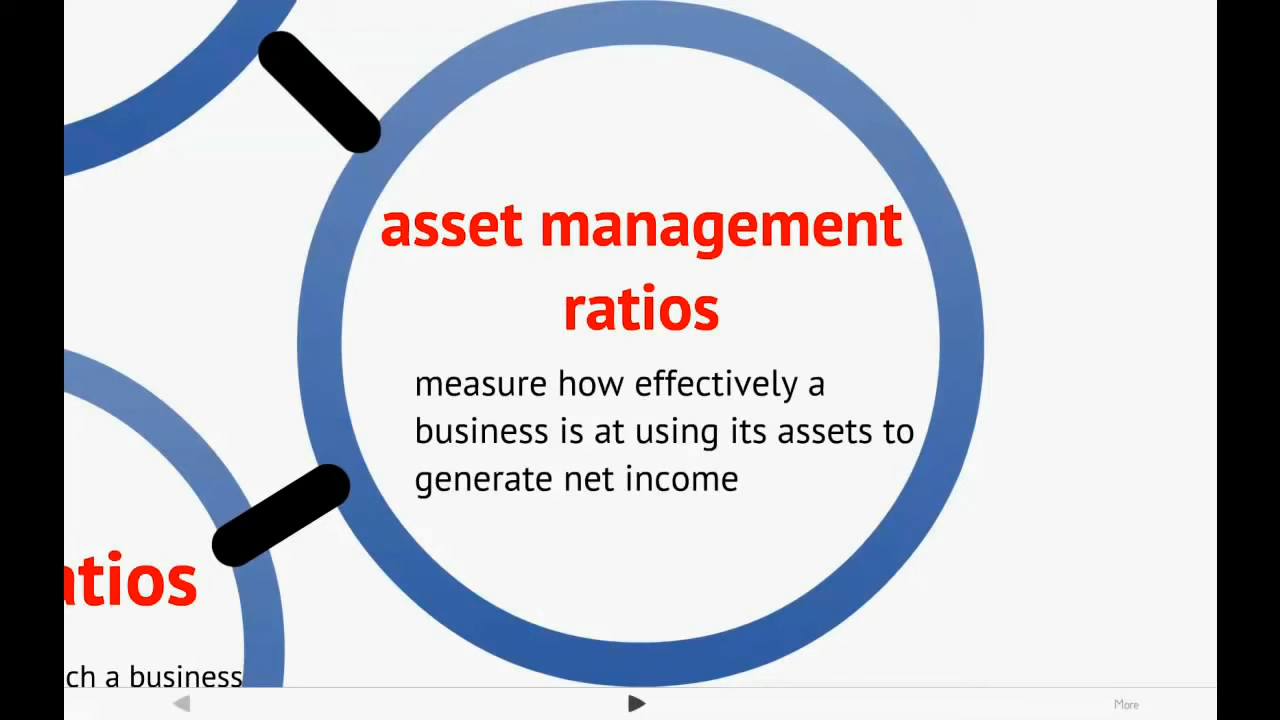 asset management
ratios
measure how effectively a
business is at using its assets to
generate net income
atios
ch a business
More